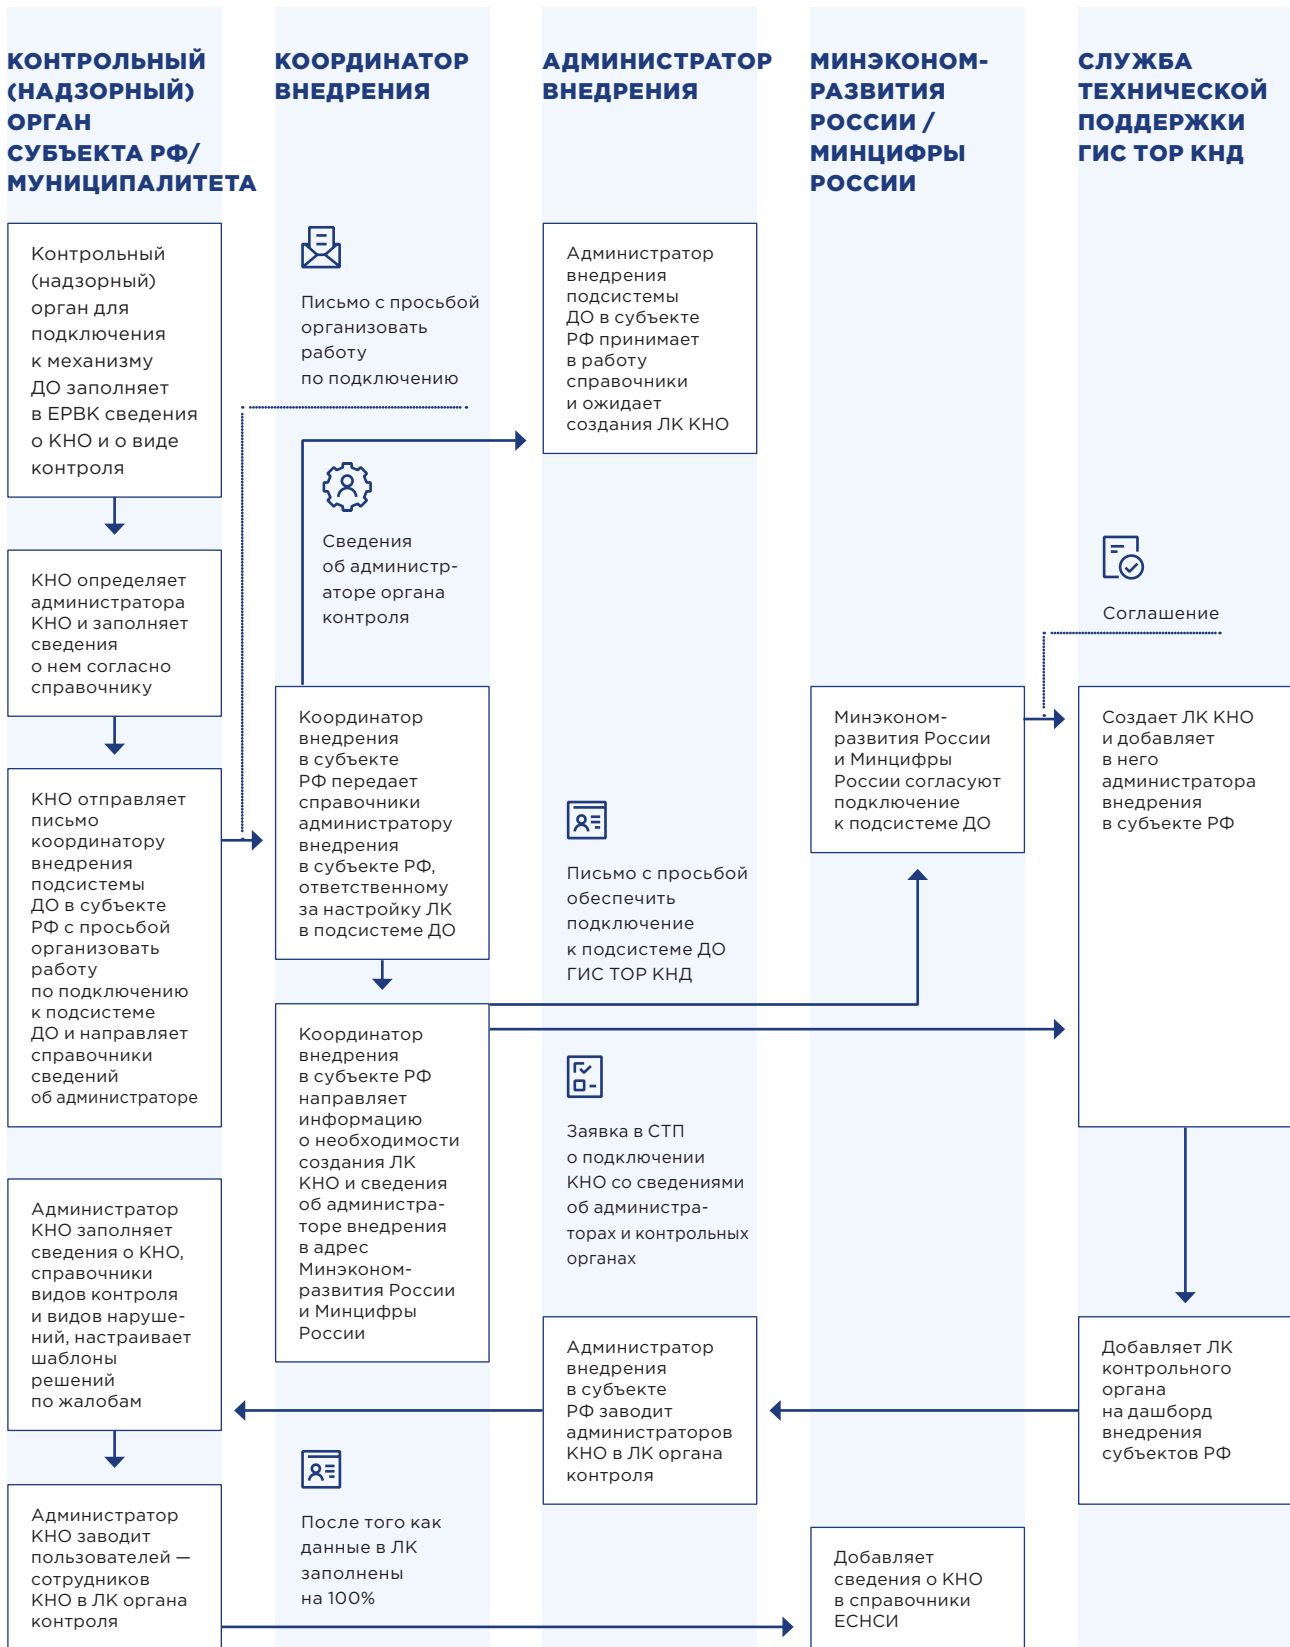 КОНТРОЛЬНЫЙ
(НАДЗОРНЫЙ)
ОРГАН
СУБЪЕКТА РФ/
МУНИЦИПАЛИТЕТА
КООРДИНАТОР
ВНЕДРЕНИЯ
АДМИНИСТРАТОР
ВНЕДРЕНИЯ
МИНЭКОНОМ-
РАЗВИТИЯ
РОССИИ /
МИНЦИФРЫ
РОССИИ
СЛУЖБА
ТЕХНИЧЕСКОЙ
ПОДДЕРЖКИ
ГИС ТОР КНД
Контрольный
(надзорный)
орган для
подключения
к механизму
ДО заполняет
в ЕРВК сведения
о КНО и о виде
контроля
КНО определяет
администратора
КНО и заполняет
сведения
о нем согласно
справочнику
КНО отправляет
письмо
координатору
внедрения
подсистемы
ДО в субъекте
РФ с просьбой
организовать
работу
по подключению
к подсистеме
ДО и направляет
справочники
сведений
об администраторе
Письмо с просьбой
организовать
работу
по подключению
Сведения
об администр-
аторе органа
контроля
Координатор
внедрения
в субъекте
РФ передает
справочники
администратору
внедрения
в субъекте РФ,
ответственному
за настройку ЛК
в подсистеме ДО
Координатор
внедрения
в субъекте РФ
направляет
информацию
о необходимости
создания ЛК
КНО и сведения
об администра-
торе внедрения
в адрес
Минэконом-
развития России
и Минцифры
России
Администратор
внедрения
подсистемы
ДО в субъекте
РФ принимает
в работу
справочники
и ожидает
создания ЛК КНО
Письмо с просьбой
обеспечить
подключение
к подсистеме ДО
ГИС ТОР КНД
Заявка в СТП
о подключении
КНО со сведениями
об администра-
торах и контрольных
органах
Минэконом-
развития России
и Минцифры
России согласуют
подключение
к подсистеме ДО
Соглашение
Создает ЛК КНО
и добавляет
в него
администратора
внедрения
в субъекте РФ
Добавляет ЛК
контрольного
органа
на дашборд
внедрения
субъектов РФ
Администратор
внедрения
в субъекте
РФ заводит
администраторов
КНО в ЛК органа
контроля
Администратор
КНО заполняет
сведения о КНО,
справочники
видов контроля
и видов наруше-
ний, настраивает
шаблоны
решений
по жалобам
Администратор
КНО заводит
пользователей —
сотрудников
КНО в ЛК органа
контроля
После того как
данные в ЛК
заполнены
на 100%
Добавляет
сведения о КНО
в справочники
ЕСНСИ